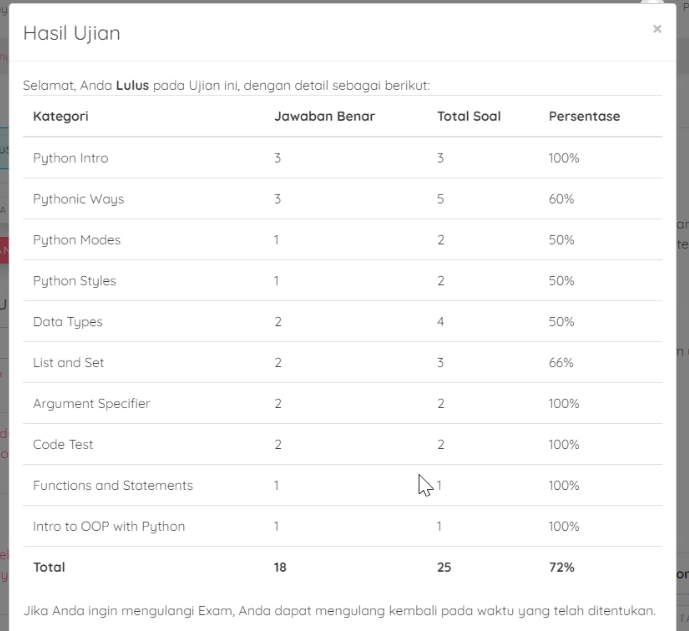 Hasil Ujian ×
Selamat, Anda Lulus pada Ujian ini, dengan detail sebagai berikut:
Kategori Jawaban Benar Total Soal Persentase
Python Intro 3 3 100%
Pythonic Ways 3 5 60%
Python Modes 1 2 50%
Python Styles 1 2 50%
Data Types 2 4 50%
List and Set 2 3 66%
Argument Specifier 2 2 100%
Code Test 2 2 100%
Functions and Statements 1 1 100%
Intro to OOP with Python 1 1 100%
Total 18 25 72%
Jika Anda ingin mengulangi Exam, Anda dapat mengulang kembali pada waktu yang telah ditentukan.